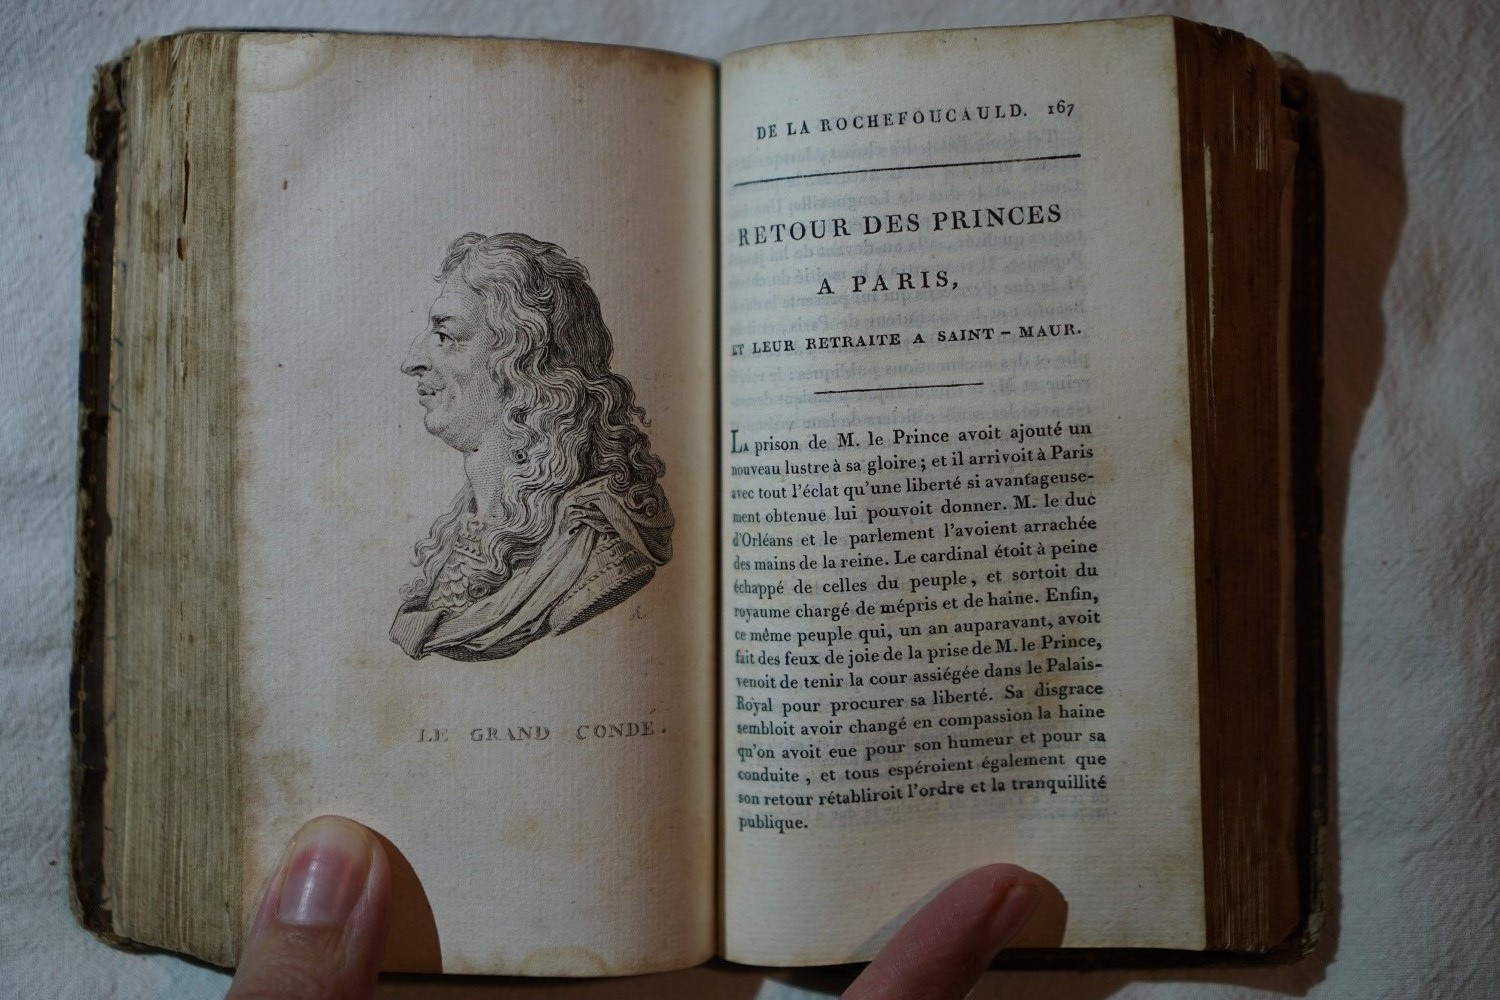 LE GRAND CONDÉ.
DE LA ROCHEFOUCAULD. 167
RETOUR DES PRINCES
A PARIS,
ET LEUR RETRAITE A SAINT-MAUR.
La prison de M. le Prince avoit ajouté un
nouveau lustre à sa gloire ; et il arrivoit à Paris
avec tout l'éclat qu'une liberté si avantageuse-
ment obtenue lui pouvoit donner. M. le duc
d'Orléans et le parlement l'avoient arrachée
des mains de la reine. Le cardinal étoit à peine
échappé de celles du peuple, et sortoit du
royaume chargé de mépris et de haine. Enfin,
ce même peuple qui, un an auparavant, avoit
fait des feux de joie de la prise de M. le Prince,
venoit de tenir la cour assiégée dans le Palais-
Royal pour procurer sa liberté. Sa disgrace
sembloit avoir changé en compassion la haine
qu'on avoit eue pour son humeur et pour sa
conduite , et tous espéroient également que
son retour rétabliroit l'ordre et la tranquillité
publique.